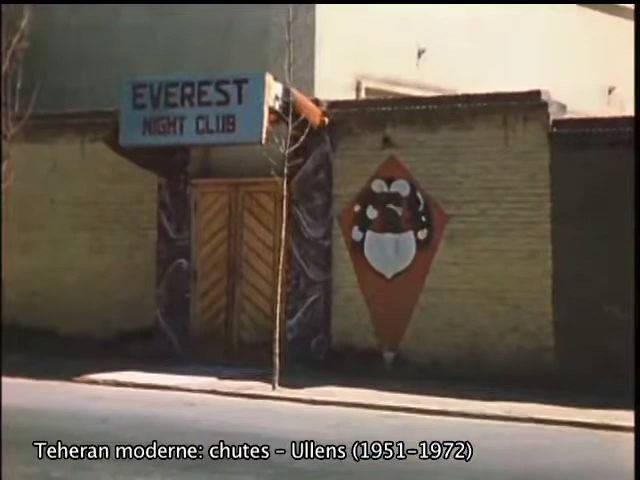 EVEREST
NIGHT CLUB
Teheran moderne: chutes - Ullens (1951-1972)